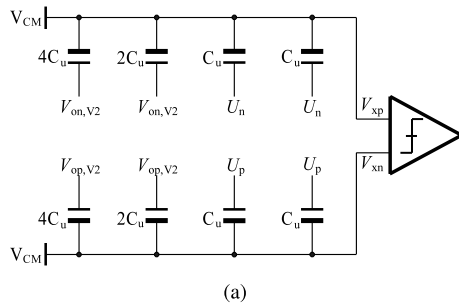 V_CM
4C_u 2C_u C_u C_u
V_on,V2 V_on,V2 U_n U_n V_xp
V_op,V2 V_op,V2 U_p U_p V_xn
4C_u 2C_u C_u C_u
V_CM
(a)